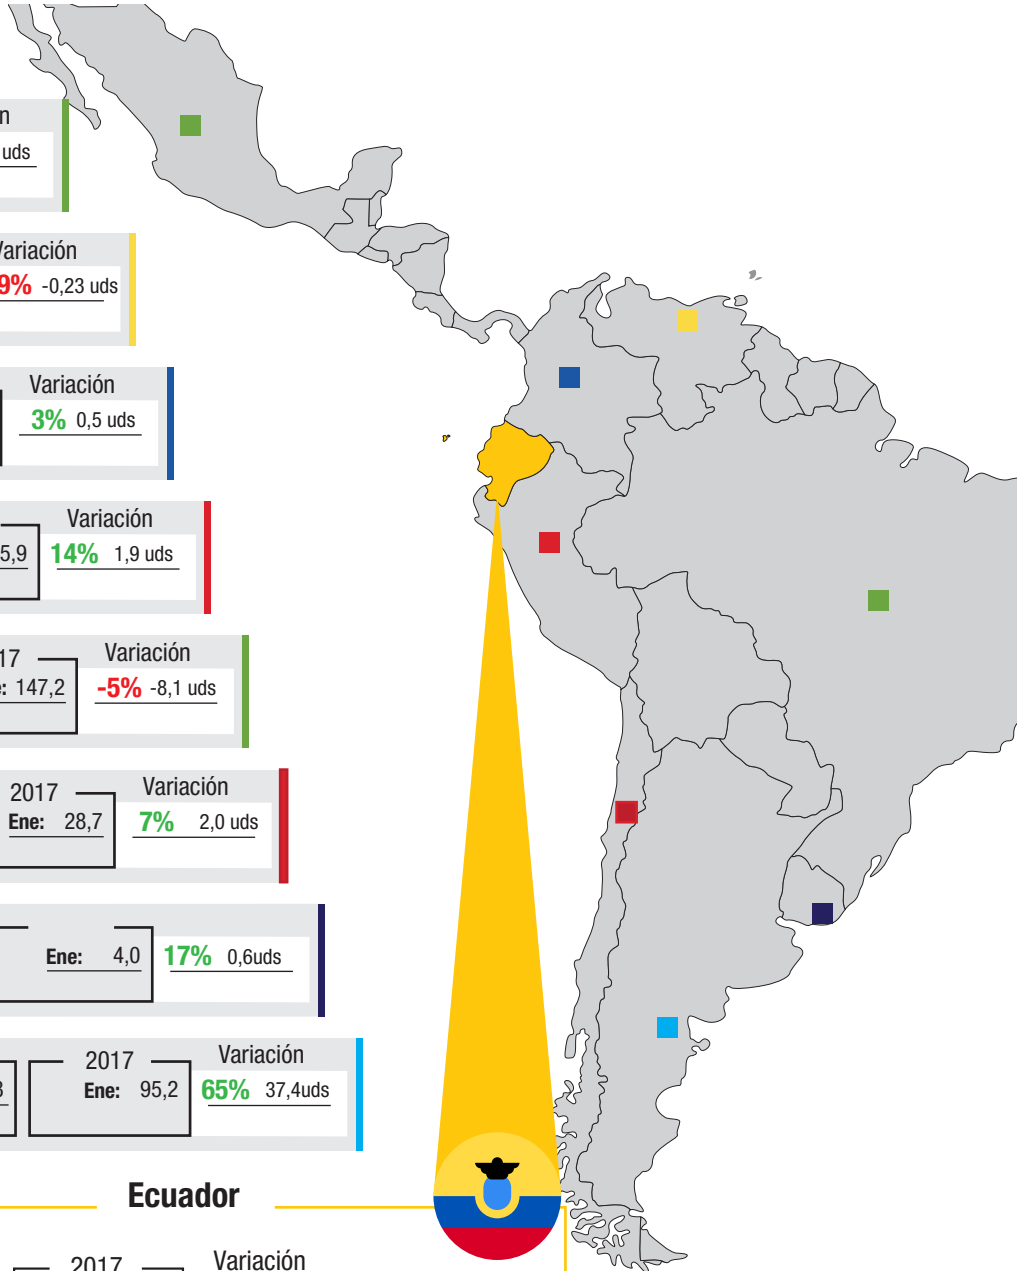 uds
Variación
9% -0,23 uds
Variación
3% 0,5 uds
Variación
5,9 14% 1,9 uds
17 Variación
: 147,2 -5% -8,1 uds
2017 Variación
Ene: 28,7 7% 2,0 uds
Ene: 4,0 17% 0,6uds
2017 Variación
Ene: 95,2 65% 37,4uds
Ecuador
2017 Variación